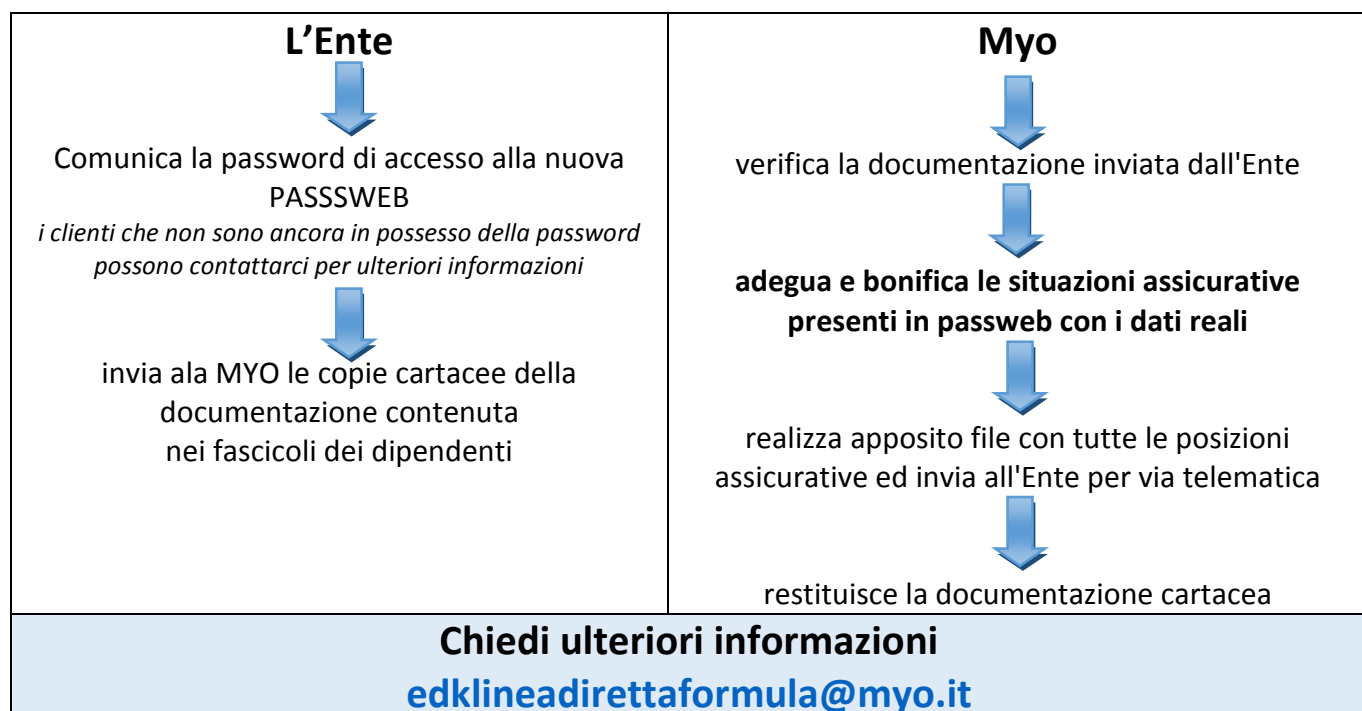 L’Ente
Comunica la password di accesso alla nuova
PASSSWEB
i clienti che non sono ancora in possesso della password
possono contattarci per ulteriori informazioni
invia ala MYO le copie cartacee della
documentazione contenuta
nei fascicoli dei dipendenti
Myo
verifica la documentazione inviata dall'Ente
adegua e bonifica le situazioni assicurative
presenti in passweb con i dati reali
realizza apposito file con tutte le posizioni
assicurative ed invia all'Ente per via telematica
restituisce la documentazione cartacea
Chiedi ulteriori informazioni
edklineadirettaformula@myo.it